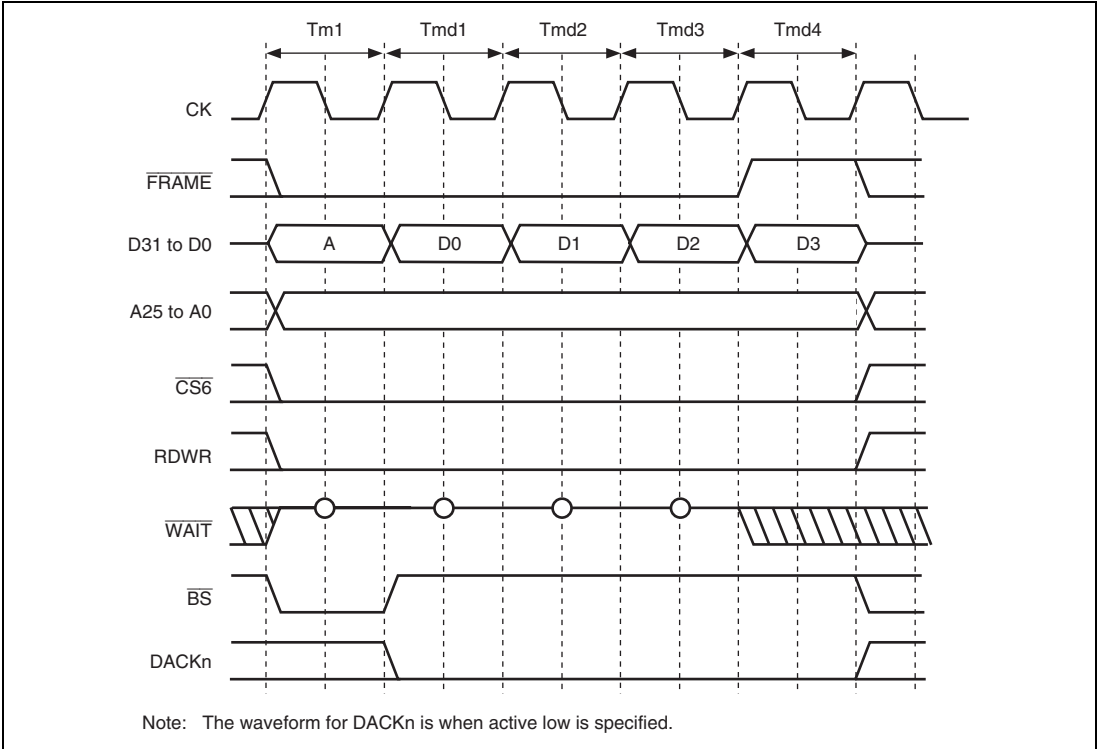 Tm1 Tmd1 Tmd2 Tmd3 Tmd4
CK
FRAME
D31 to D0 A D0 D1 D2 D3
A25 to A0
CS6
RDWR
WAIT
BS
DACKn
Note: The waveform for DACKn is when active low is specified.